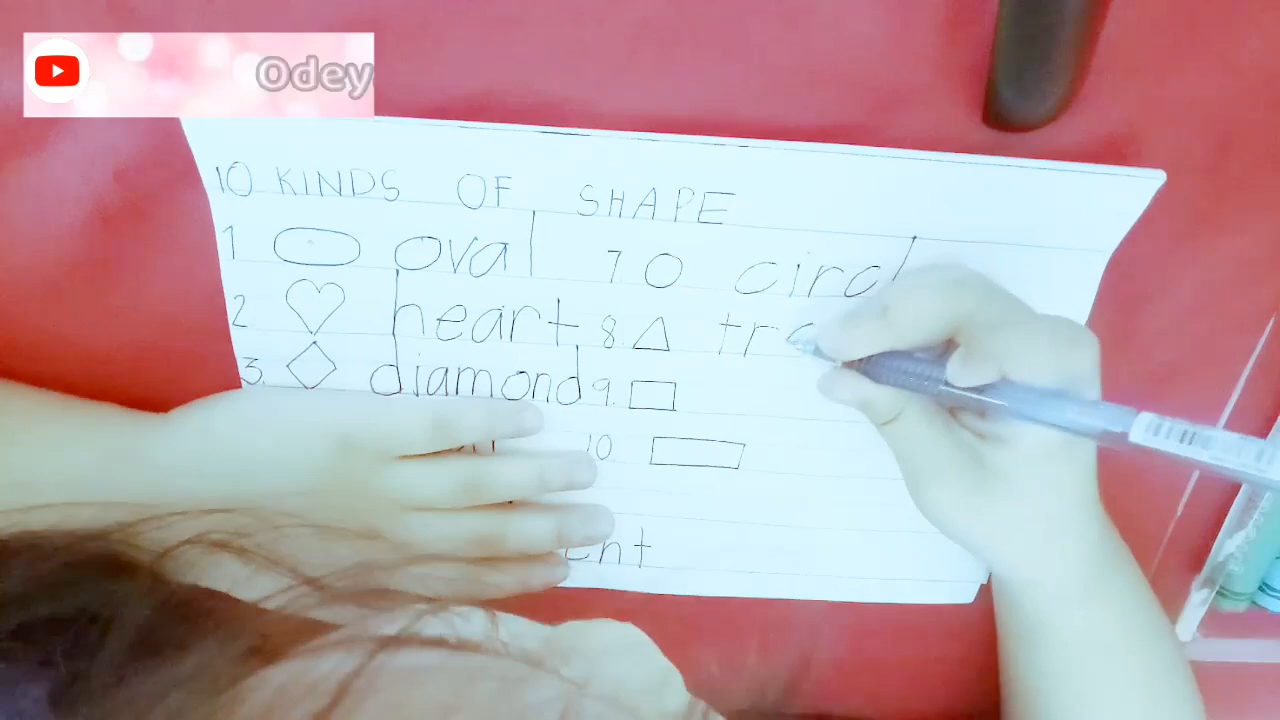 Odey
10 KINDS OF SHAPE
1 oval 7 circl
2 heart 8. tr
3. diamond 9.
10
ent